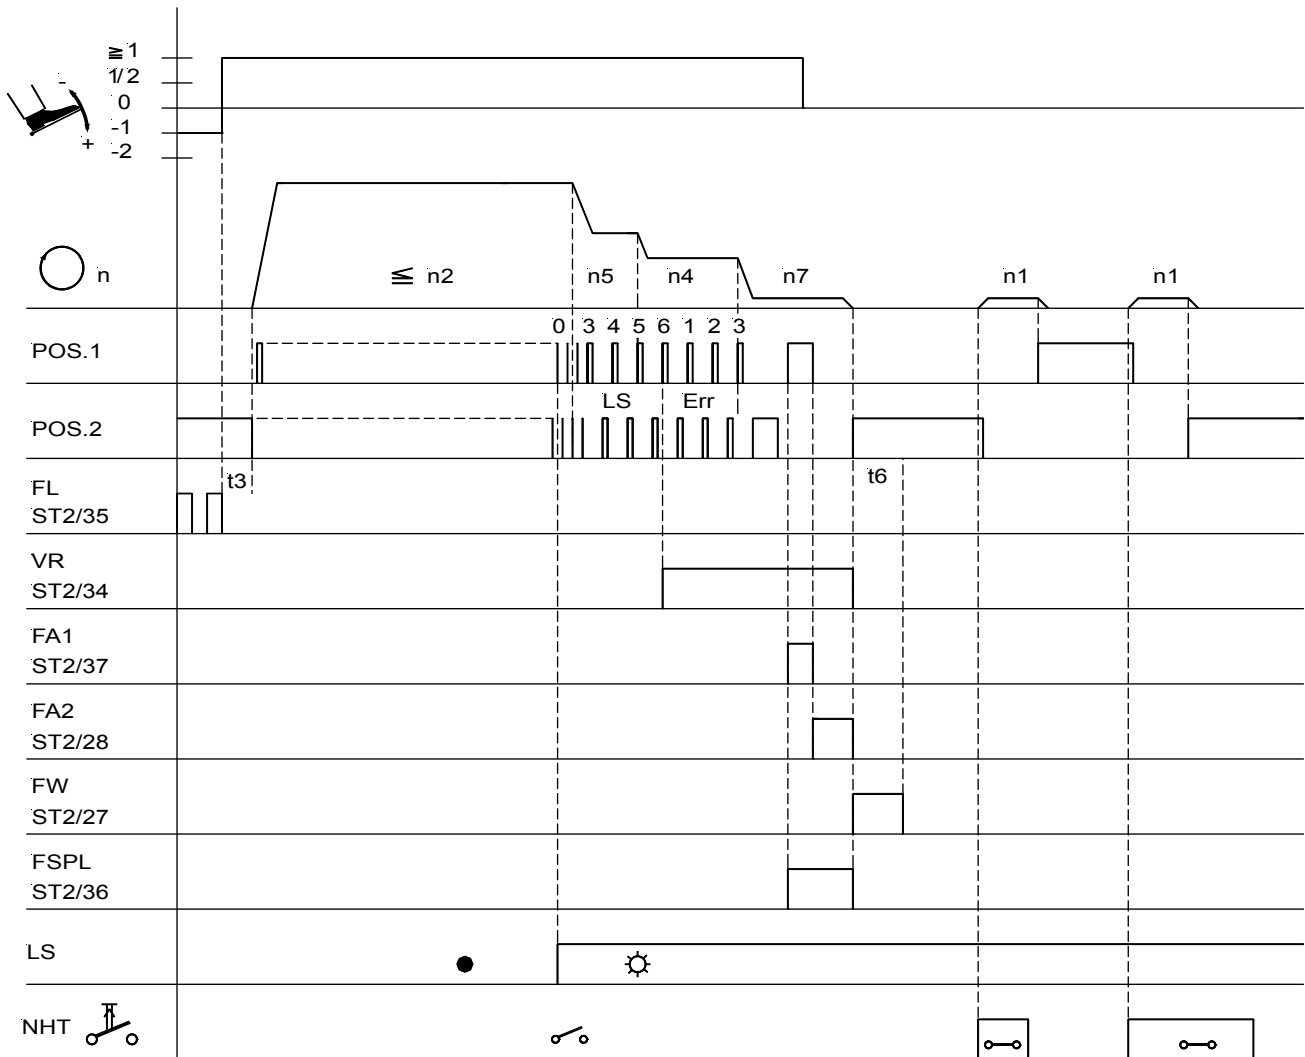 ≧ 1
1/2
0
-1
-2
-
+
n
≦ n2
n5
n4
n7
n1
n1
0 3 4 5 6 1 2 3
POS.1
LS
Err
POS.2
t3
t6
FL
ST2/35
VR
ST2/34
FA1
ST2/37
FA2
ST2/28
FW
ST2/27
FSPL
ST2/36
LS
NHT